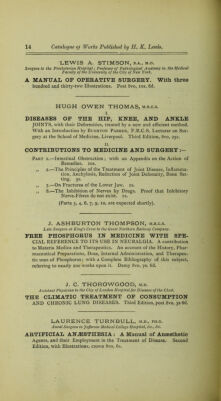 14 Catalogue of Works Published by H. K. Lewis.
LEWIS A. STIMSON, B.A., M.D.
Surgeon to the Presbyterian Hospital; Professor of Pathological Anatomy in the Medical
Faculty of the University of the City of New York.
A MANUAL OF OPERATIVE SURGERY. With three
hundred and thirty-two Illustrations. Post 8vo, 10s. 6d.
HUGH OWEN THOMAS, M.R.C.S.
I.
DISEASES OF THE HIP, KNEE, AND ANKLE
JOINTS, with their Deformities, treated by a new and efficient method.
With an Introduction by RUSHTON PARKER, F.R.C.S. Lecturer on Sur-
gery at the School of Medicine, Liverpool. Third Edition, 8vo, 25s.
II.
CONTRIBUTIONS TO MEDICINE AND SURGERY:—
PART 1.—Intestinal Obstruction; with an Appendix on the Action of
Remedies. 10s.
„ 2.—The Principles of the Treatment of Joint Disease, Inflamma-
tion, Anchylosis, Reduction of Joint Deformity, Bone Set-
ting. 5s.
„ 5.—On Fractures of the Lower Jaw. 1s.
„ 8.—The Inhibition of Nerves by Drugs. Proof that Inhibitory
Nerve-Fibres do not exist. 1s.
(Parts 3, 4, 6, 7, 9, 10, are expected shortly).
J. ASHBURTON THOMPSON, M.R.C.S.
Late Surgeon at King's Cross to the Great Northern Railway Company.
FREE PHOSPHORUS IN MEDICINE WITH SPE-
CIAL REFERENCE TO ITS USE IN NEURALGIA. A contribution
to Materia Medica and Therapeutics. An account of the History, Phar-
maceutical Preparations, Dose, Internal Administration, and Therapeu-
tic uses of Phosphorus; with a Complete Bibliography of this subject,
referring to nearly 200 works upon it. Demy 8vo, 7s. 6d.
J. C. THOROWGOOD, M.D.
Assistant Physician to the City of London Hospital for Diseases of the Chest.
THE CLIMATIC TREATMENT OF CONSUMPTION
AND CHRONIC LUNG DISEASES. Third Edition, post 8vo, 3s 6d.
LAURENCE TURNBULL, M.D., PH.G.
Aural Surgeon to Jefferson Medical College Hospital, &c., &c.
ARTIFICIAL ANÆSTHESIA: A Manual of Anæsthetic
Agents, and their Employment in the Treatment of Disease. Second
Edition, with Illustrations, crown 8vo, 6s.